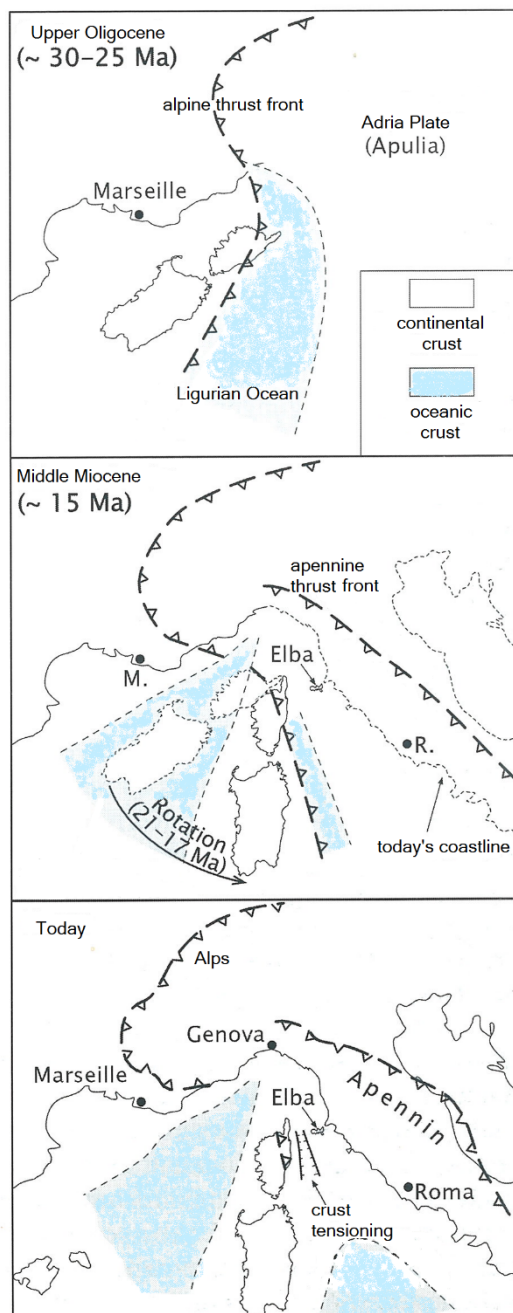 Upper Oligocene
(~ 30-25 Ma)
alpine thrust front
Adria Plate
(Apulia)
Marseille
continental
crust
oceanic
crust
Ligurian Ocean
Middle Miocene
(~ 15 Ma)
apennine
thrust front
Elba
M.
R.
Rotation
(21-17 Ma)
today's coastline
Today
Alps
Genova
Marseille
Elba
Apennin
Roma
crust
tensioning